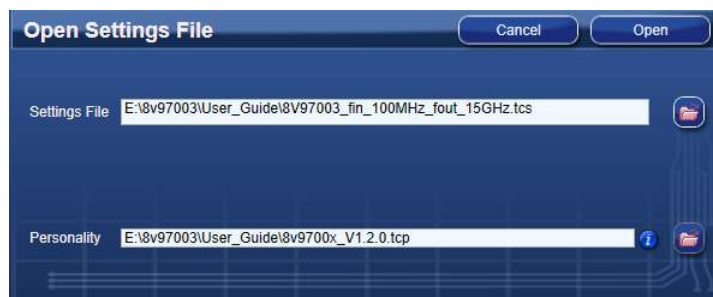 Open Settings File Cancel Open
Settings File E:\8v97003\User_Guide\8V97003_fin_100MHz_fout_15GHz.tcs
Personality E:\8v97003\User_Guide\8v9700x_V1.2.0.tcp i